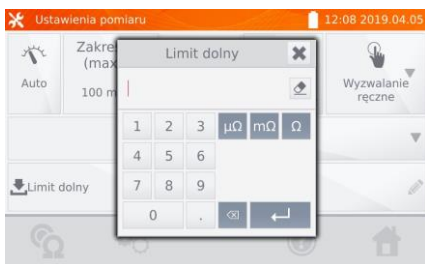 Ustawienia pomiaru
12:08 2019.04.05
Auto
Zakre
(max
100 m
Wyzwalanie
ręczne
Limit dolny
Limit dolny
1 2 3 µΩ mΩ Ω
4 5 6
7 8 9
0 .